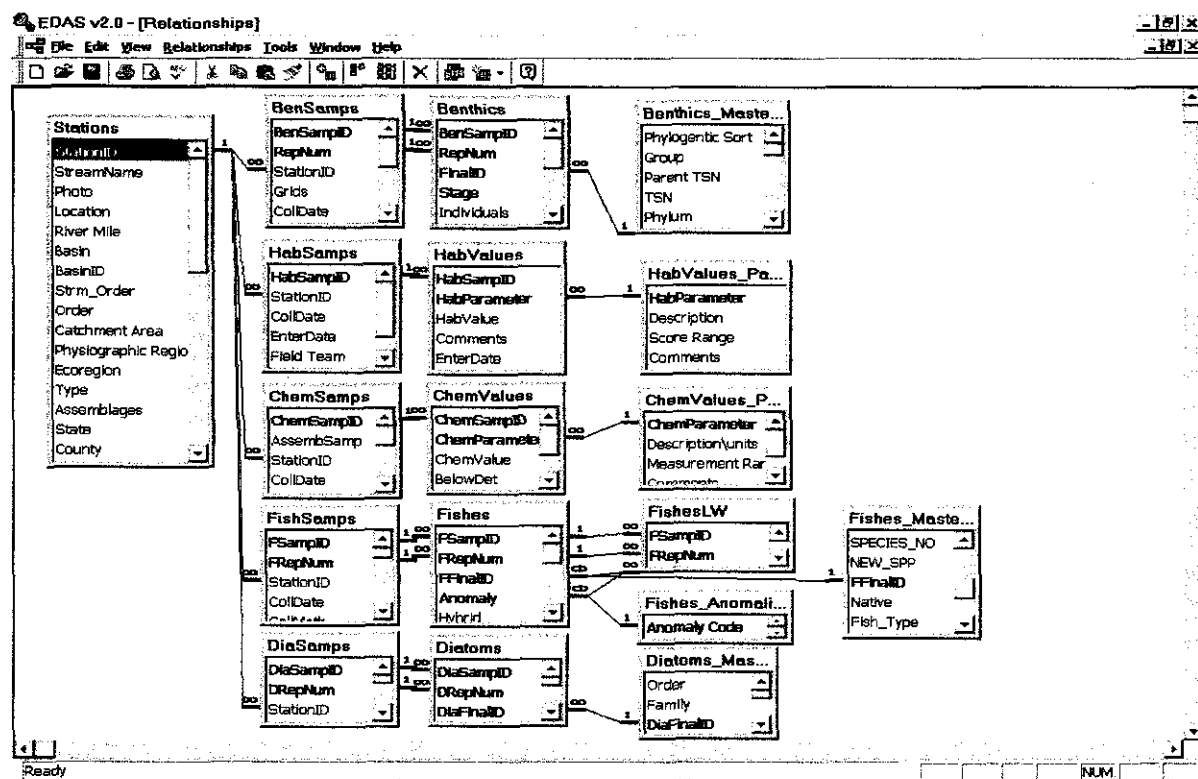 EDAS v2.0 - [Relationships]
File Edit View Relationships Tools Window Help
Stations
StationID
StreamName
Photo
Location
River Mile
Basin
BasinID
Strm_Order
Order
Catchment Area
Physiographic Regio
Ecoregion
Type
Assemblages
State
County
BenSamps
BenSampID
RepNum
StationID
Grids
CollDate
Benthics
BenSampID
RepNum
FinalID
Stage
Individuals
Benthics_Maste...
Phylogentic Sort
Group
Parent TSN
TSN
Phylum
HabSamps
HabSampID
StationID
CollDate
EnterDate
Field Team
HabValues
HabSampID
HabParameter
HabValue
Comments
EnterDate
HabValues_Pa...
HabParameter
Description
Score Range
Comments
ChemSamps
ChemSampID
AssembSamp
StationID
CollDate
ChemValues
ChemSampID
ChemParamete
ChemValue
BelowDet
ChemValues_P...
ChemParameter
Description\units
Measurement Rar
Comments
FishSamps
FSampID
FRepNum
StationID
CollDate
Fishes
FSampID
FRepNum
FFinalID
Anomaly
Hybrid
FishesLW
FSampID
FRepNum
Fishes_Maste...
SPECIES_NO
NEW_SPP
FFinalID
Native
Fish_Type
Fishes_Anomali...
Anomaly Code
DiaSamps
DiaSampID
DRepNum
StationID
Diatoms
DiaSampID
DRepNum
DiaFinalID
Diatoms_Mas...
Order
Family
DiaFinalID
Ready
NUM